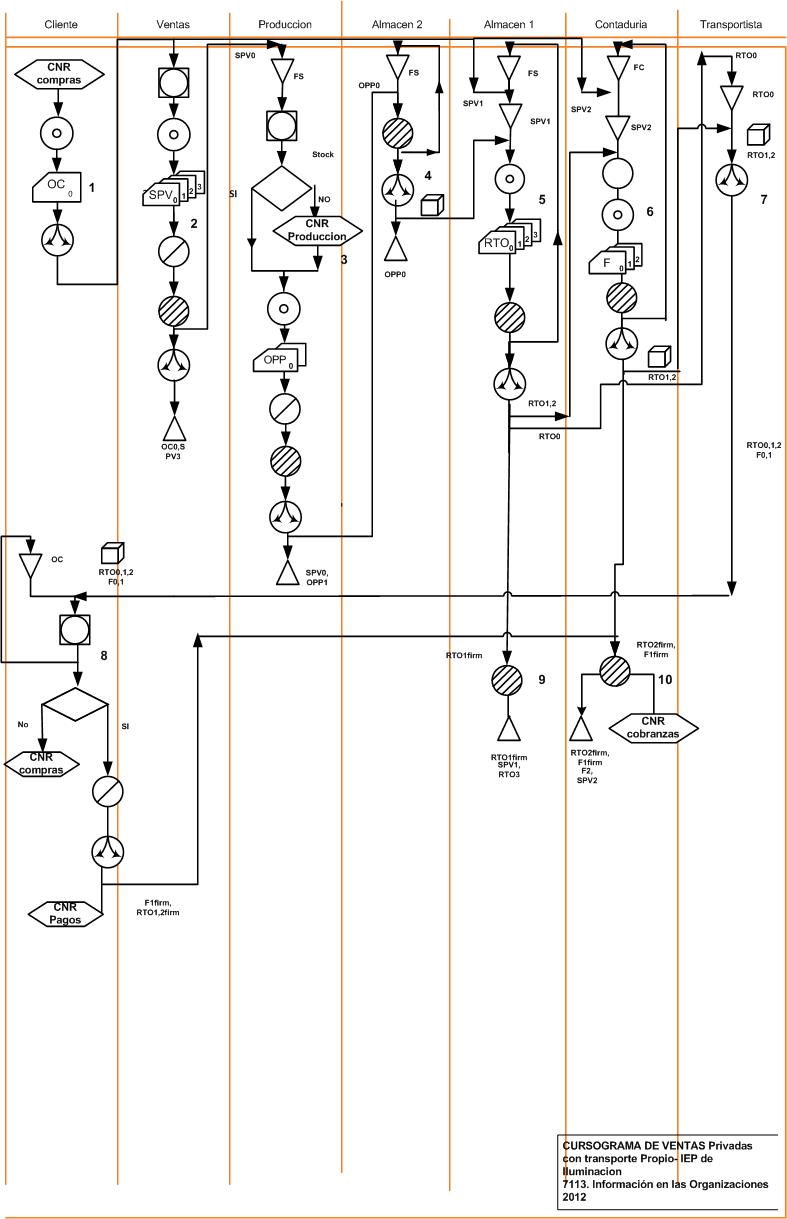 Cliente
Ventas
Produccion
Almacen 2
Almacen 1
Contaduria
Transportista
CNR
compras
OC 0
1
SPV 0 1 2 3
2
OC0,S
PV3
SPV0
FS
Stock
SI
NO
CNR
Produccion
3
OPP 0
SPV0,
OPP1
FS
OPP0
4
OPP0
FS
SPV1
SPV1
5
RTO 0 1 2 3
RTO1,2
RTO0
FC
SPV2
SPV2
6
F 0 1 2
RTO1,2
RTO0
RTO0
RTO1,2
7
RTO0,1,2
F0,1
OC
RTO0,1,2
F0,1
8
No
SI
CNR
compras
CNR
Pagos
F1firm,
RTO1,2firm
RTO1firm
9
RTO1firm
SPV1,
RTO3
RTO2firm,
F1firm
10
CNR
cobranzas
RTO2firm,
F1firm
F2,
SPV2
CURSOGRAMA DE VENTAS Privadas
con transporte Propio- IEP de
Iluminacion
7113. Información en las Organizaciones
2012